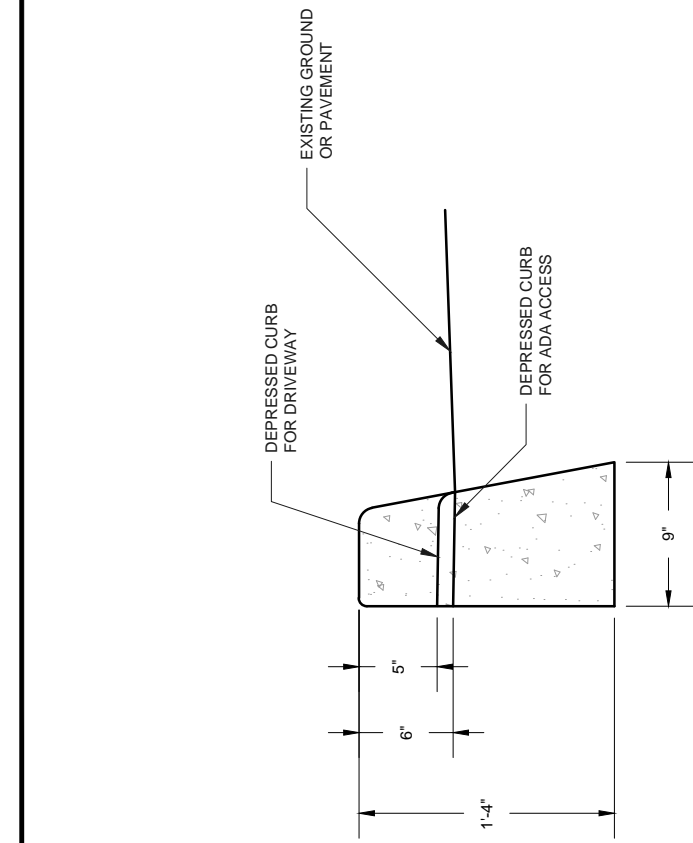 EXISTING GROUND
OR PAVEMENT
DEPRESSED CURB
FOR DRIVEWAY
DEPRESSED CURB
FOR ADA ACCESS
5"
6"
1'-4"
9"